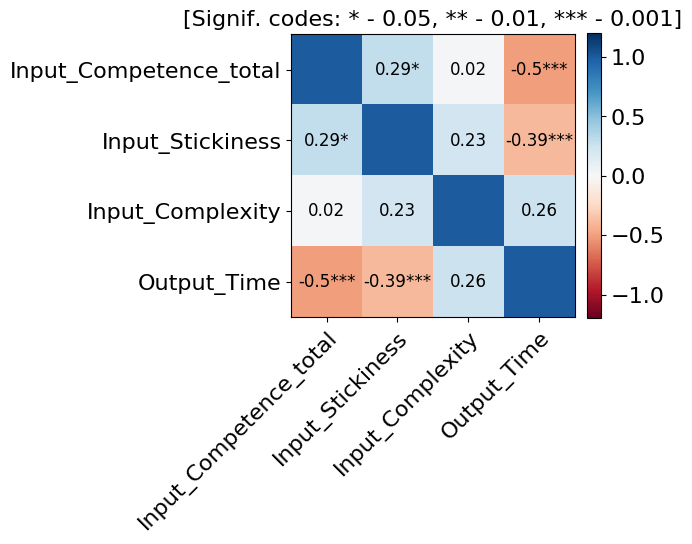 [Signif. codes: * - 0.05, ** - 0.01, *** - 0.001]
Input_Competence_total
0.29*
0.02
-0.5***
Input_Stickiness
0.29*
0.23
-0.39***
Input_Complexity
0.02
0.23
0.26
Output_Time
-0.5***
-0.39***
0.26
Input_Competence_total
Input_Stickiness
Input_Complexity
Output_Time
1.0
0.5
0.0
−0.5
−1.0